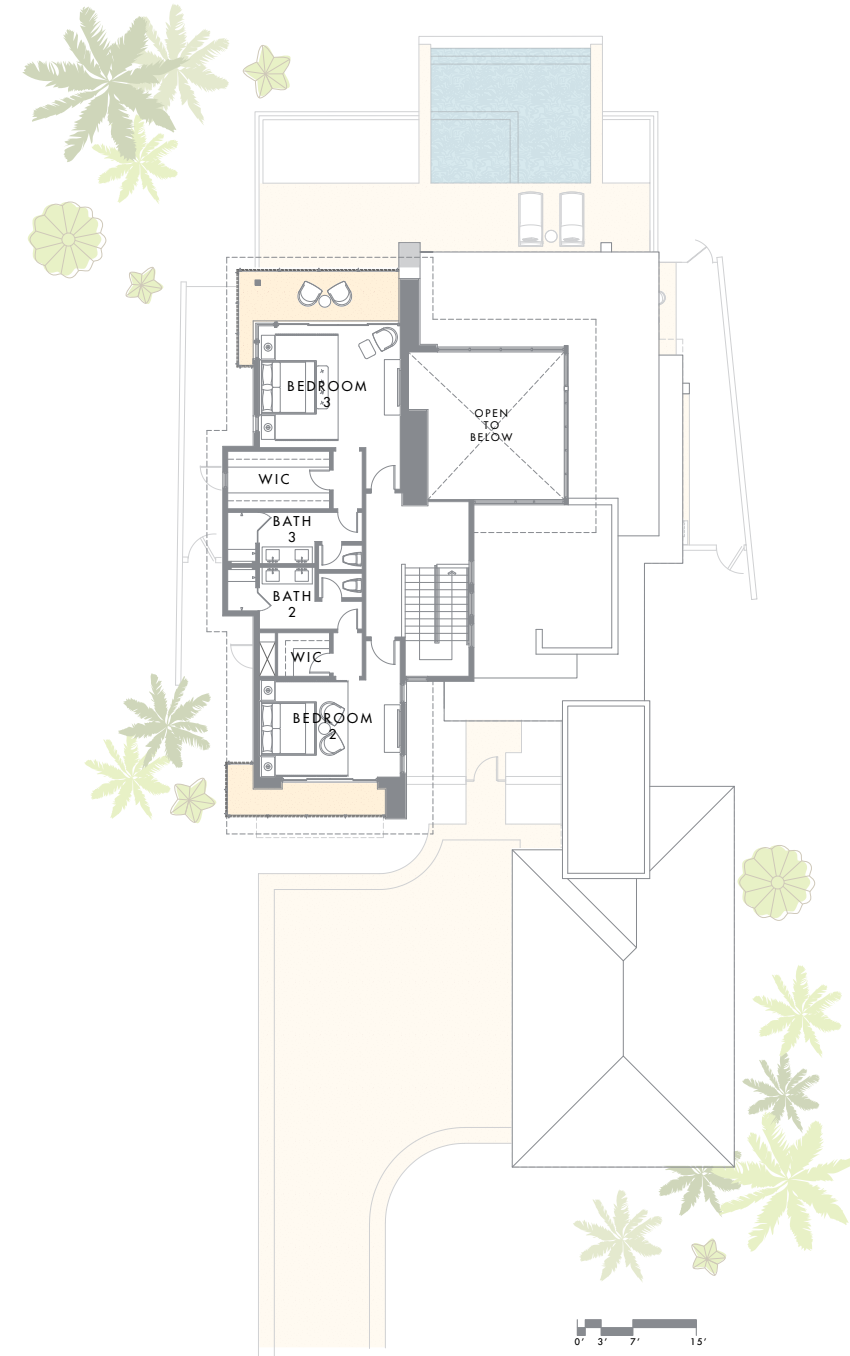 BEDROOM
3
OPEN
TO
BELOW
WIC
BATH
3
BATH
2
WIC
BEDROOM
2
0' 3' 7' 15'